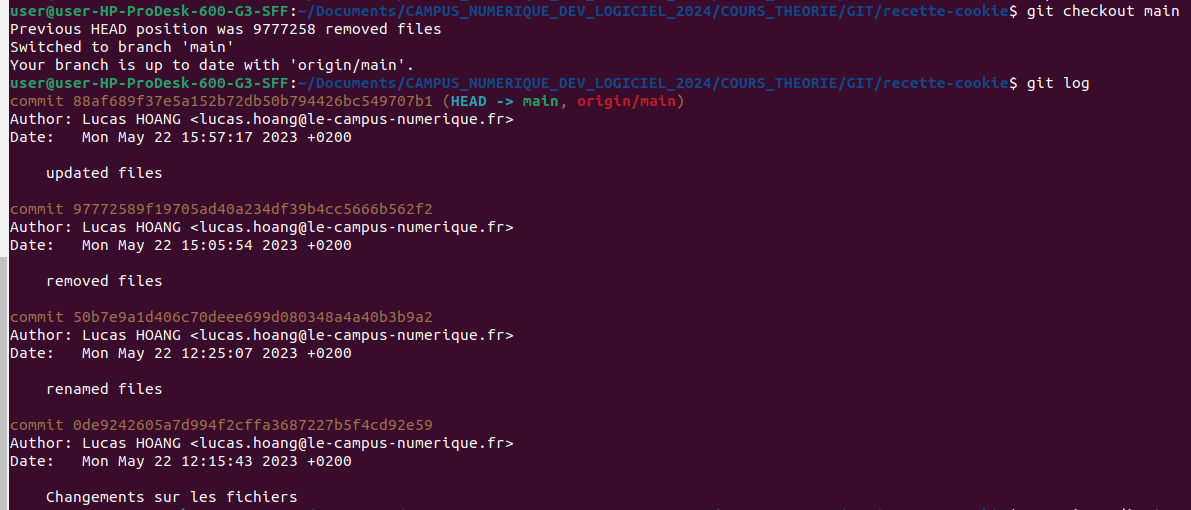 user@user-HP-ProDesk-600-G3-SFF:~/Documents/CAMPUS_NUMERIQUE_DEV_LOGICIEL_2024/COURS_THEORIE/GIT/recette-cookie$ git checkout main
Previous HEAD position was 9777258 removed files
Switched to branch 'main'
Your branch is up to date with 'origin/main'.
user@user-HP-ProDesk-600-G3-SFF:~/Documents/CAMPUS_NUMERIQUE_DEV_LOGICIEL_2024/COURS_THEORIE/GIT/recette-cookie$ git log
commit 88af689f37e5a152b72db50b794426bc549707b1 (HEAD -> main, origin/main)
Author: Lucas HOANG <lucas.hoang@le-campus-numerique.fr>
Date:   Mon May 22 15:57:17 2023 +0200
    updated files
commit 97772589f19705ad40a234df39b4cc5666b562f2
Author: Lucas HOANG <lucas.hoang@le-campus-numerique.fr>
Date:   Mon May 22 15:05:54 2023 +0200
    removed files
commit 50b7e9a1d406c70deee699d080348a4a40b3b9a2
Author: Lucas HOANG <lucas.hoang@le-campus-numerique.fr>
Date:   Mon May 22 12:25:07 2023 +0200
    renamed files
commit 0de9242605a7d994f2cffa3687227b5f4cd92e59
Author: Lucas HOANG <lucas.hoang@le-campus-numerique.fr>
Date:   Mon May 22 12:15:43 2023 +0200
    Changements sur les fichiers